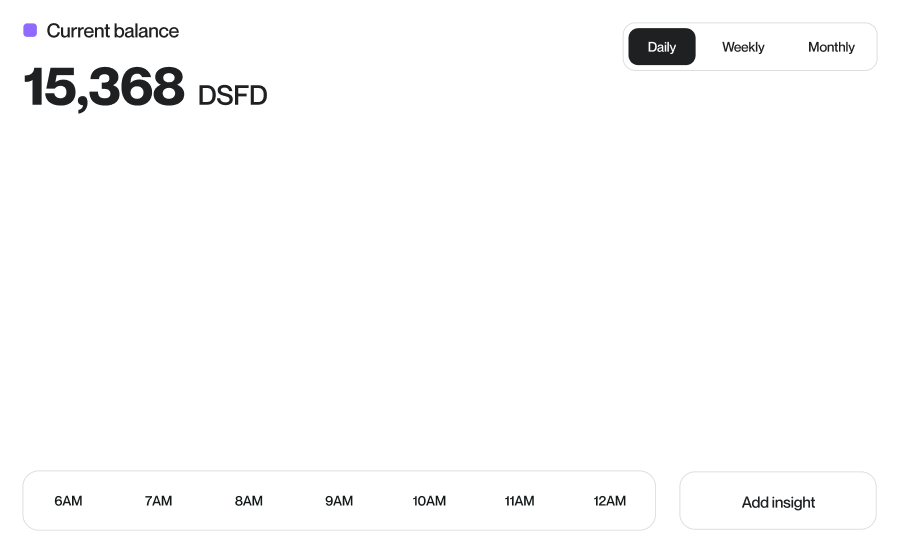 Current balance
Daily Weekly Monthly
15,368 DSFD
6AM 7AM 8AM 9AM 10AM 11AM 12AM
Add insight